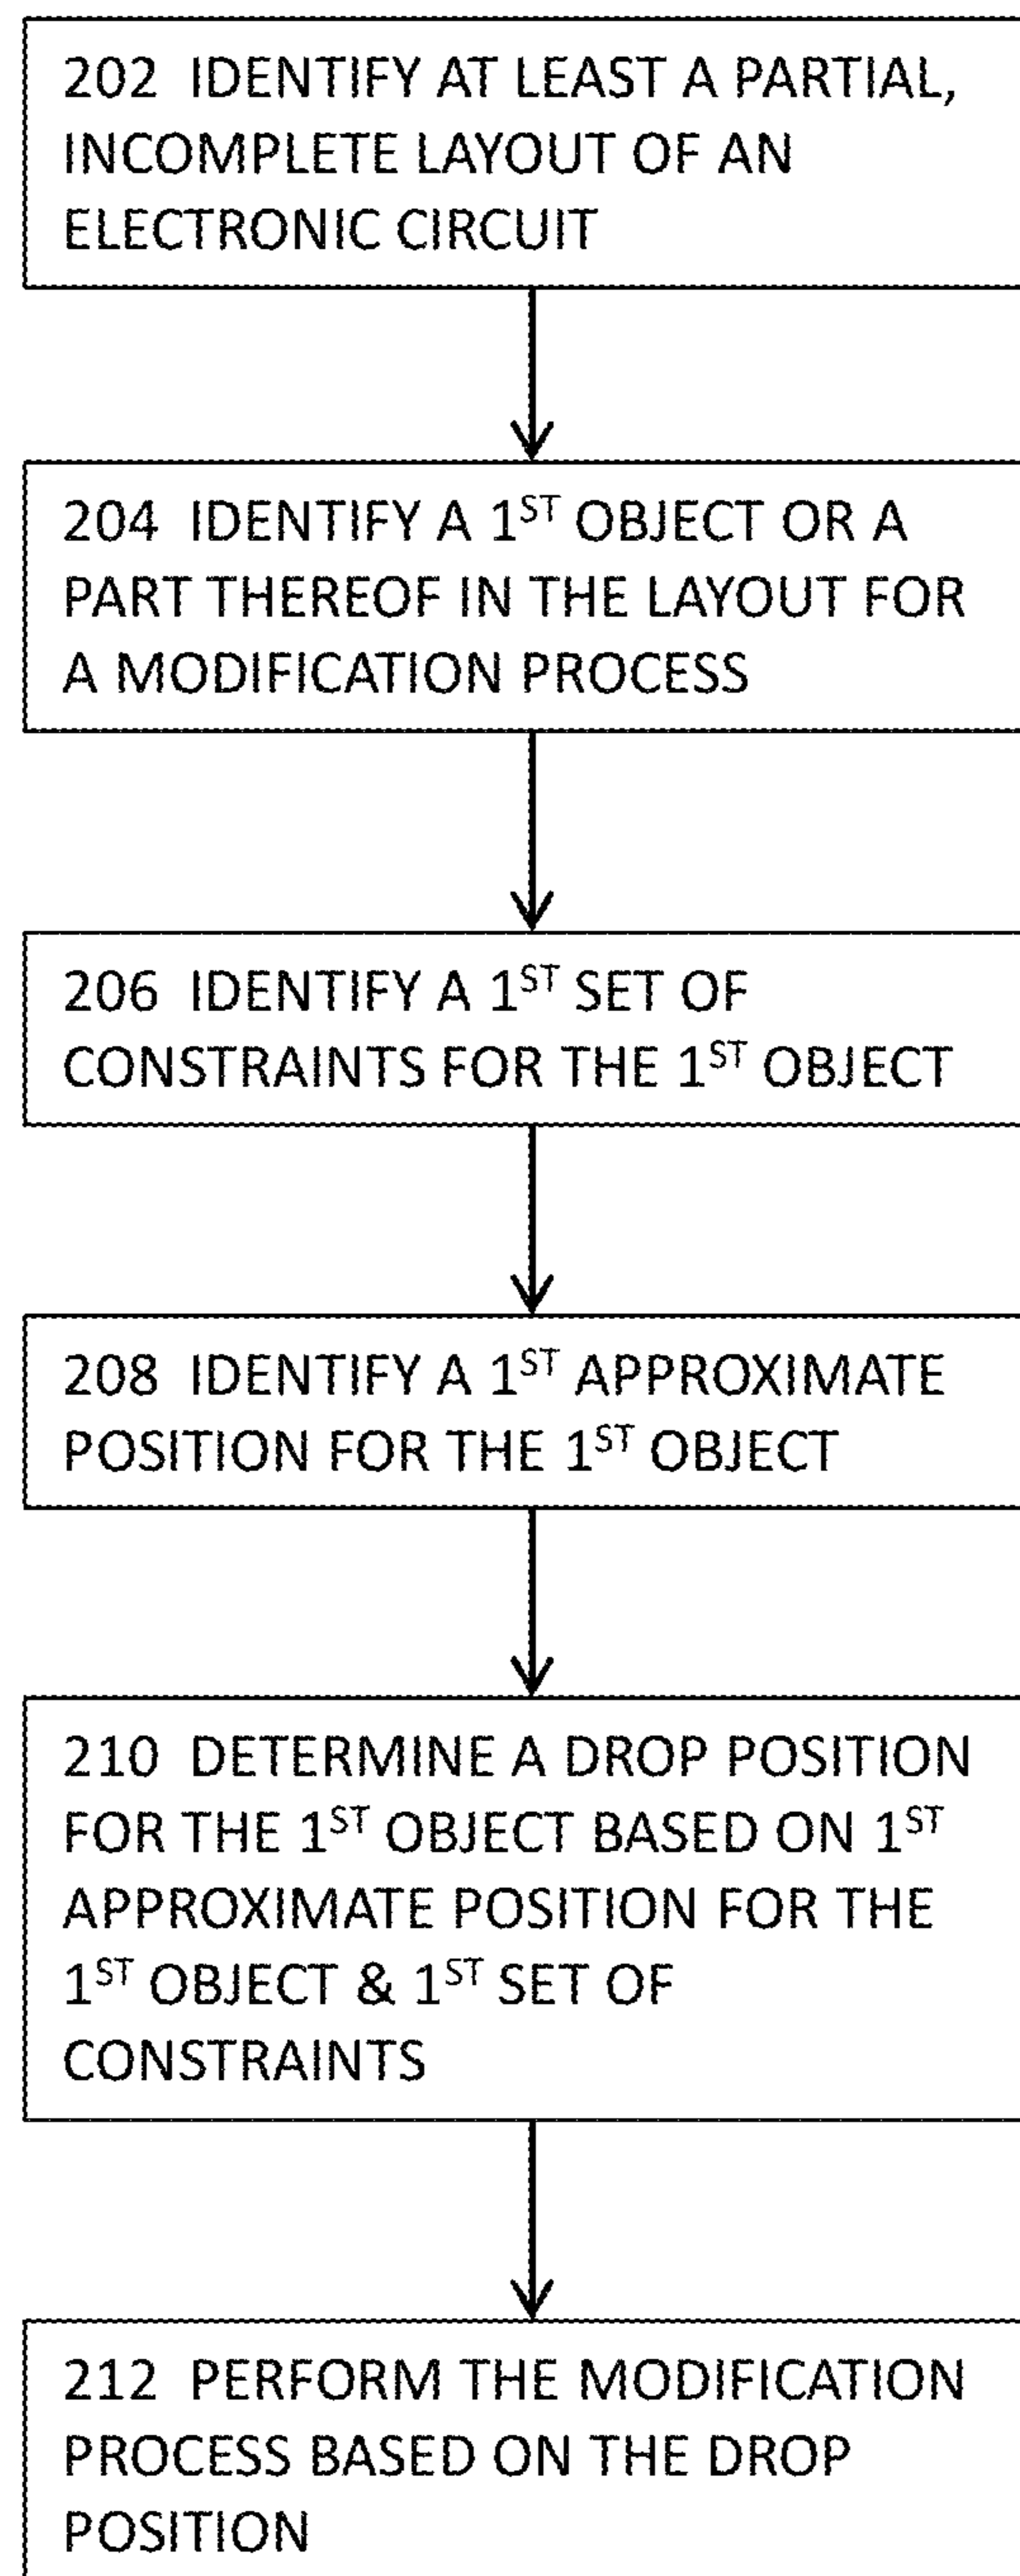 202 IDENTIFY AT LEAST A PARTIAL,
INCOMPLETE LAYOUT OF AN
ELECTRONIC CIRCUIT
204 IDENTIFY A 1ST OBJECT OR A
PART THEREOF IN THE LAYOUT FOR
A MODIFICATION PROCESS
206 IDENTIFY A 1ST SET OF
CONSTRAINTS FOR THE 1ST OBJECT
208 IDENTIFY A 1ST APPROXIMATE
POSITION FOR THE 1ST OBJECT
210 DETERMINE A DROP POSITION
FOR THE 1ST OBJECT BASED ON 1ST
APPROXIMATE POSITION FOR THE
1ST OBJECT & 1ST SET OF
CONSTRAINTS
212 PERFORM THE MODIFICATION
PROCESS BASED ON THE DROP
POSITION